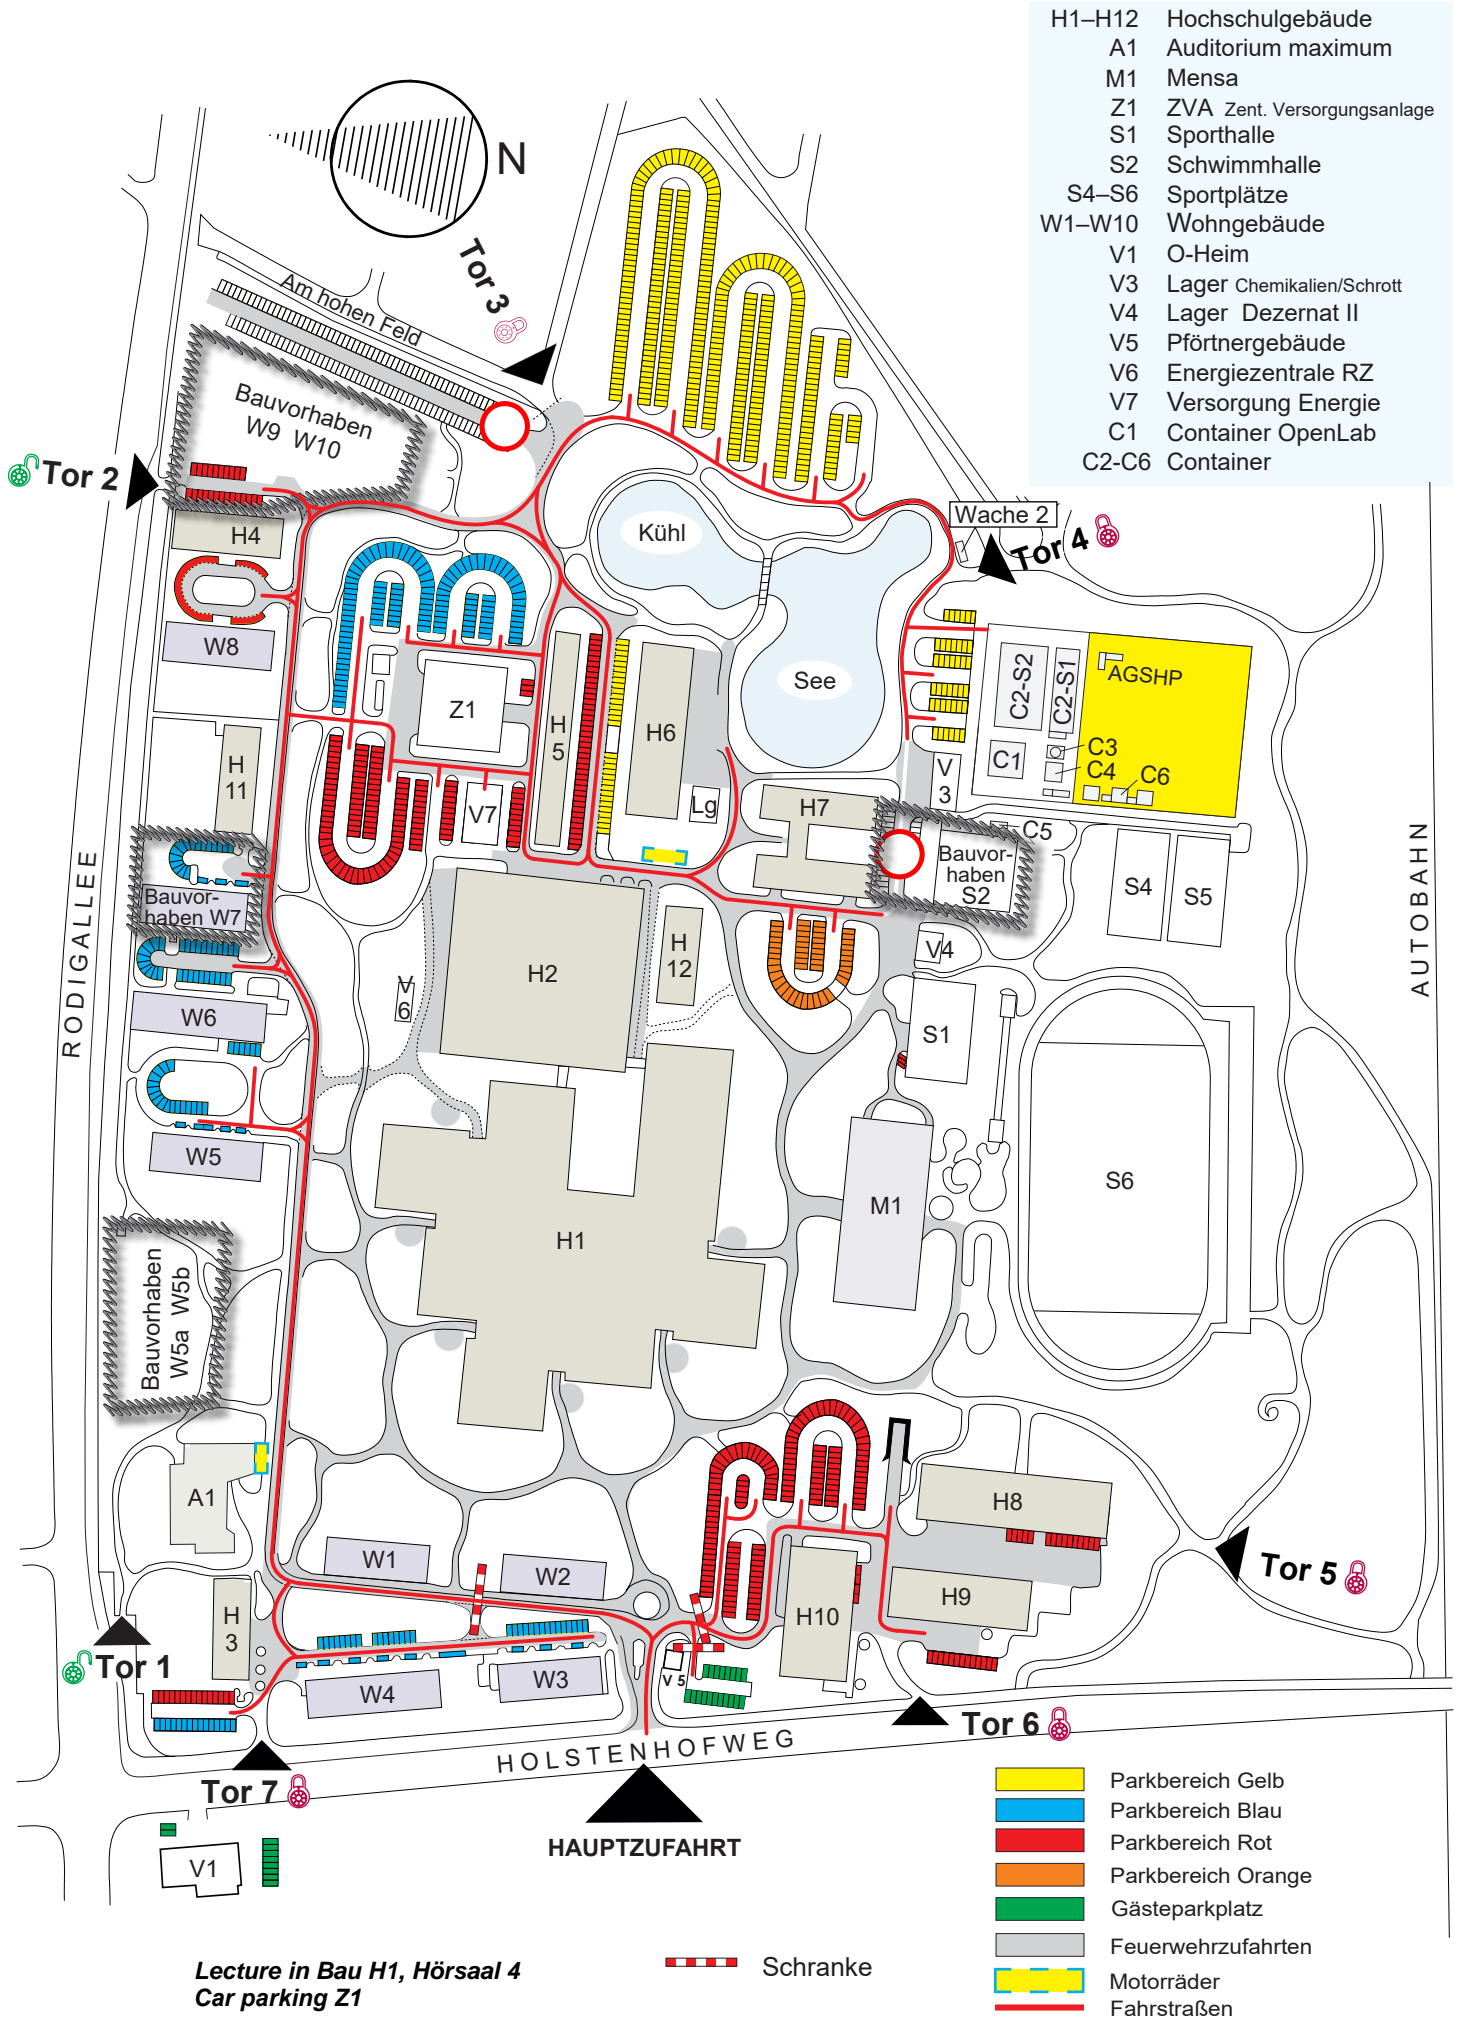 H1–H12 Hochschulgebäude
A1 Auditorium maximum
M1 Mensa
Z1 ZVA Zent. Versorgungsanlage
S1 Sporthalle
S2 Schwimmhalle
S4–S6 Sportplätze
W1–W10 Wohngebäude
V1 O-Heim
V3 Lager Chemikalien/Schrott
V4 Lager Dezernat II
V5 Pförtnergebäude
V6 Energiezentrale RZ
V7 Versorgung Energie
C1 Container OpenLab
C2-C6 Container
N
Tor 3
Am hohen Feld
Bauvorhaben
W9 W10
Tor 2
H4
Kühl
Wache 2
Tor 4
W8
See
AGSHP
C2-S2
C2-S1
Z1
H
5
H6
C3
C1
C4
C6
V
3
H
11
V7
Lg
H7
C5
Bauvor-
haben
S2
Bauvor-
haben W7
S4
S5
RODIGALLEE
AUTOBAHN
H2
H
12
V4
V
6
W6
S1
W5
S6
M1
H1
Bauvorhaben
W5a W5b
A1
H8
W1
W2
Tor 5
H9
H10
H
3
Tor 1
W4
W3
V 5
Tor 6
HOLSTENHOFWEG
Tor 7
HAUPTZUFAHRT
V1
Parkbereich Gelb
Parkbereich Blau
Parkbereich Rot
Parkbereich Orange
Gästeparkplatz
Feuerwehrzufahrten
Motorräder
Fahrstraßen
Schranke
Lecture in Bau H1, Hörsaal 4
Car parking Z1